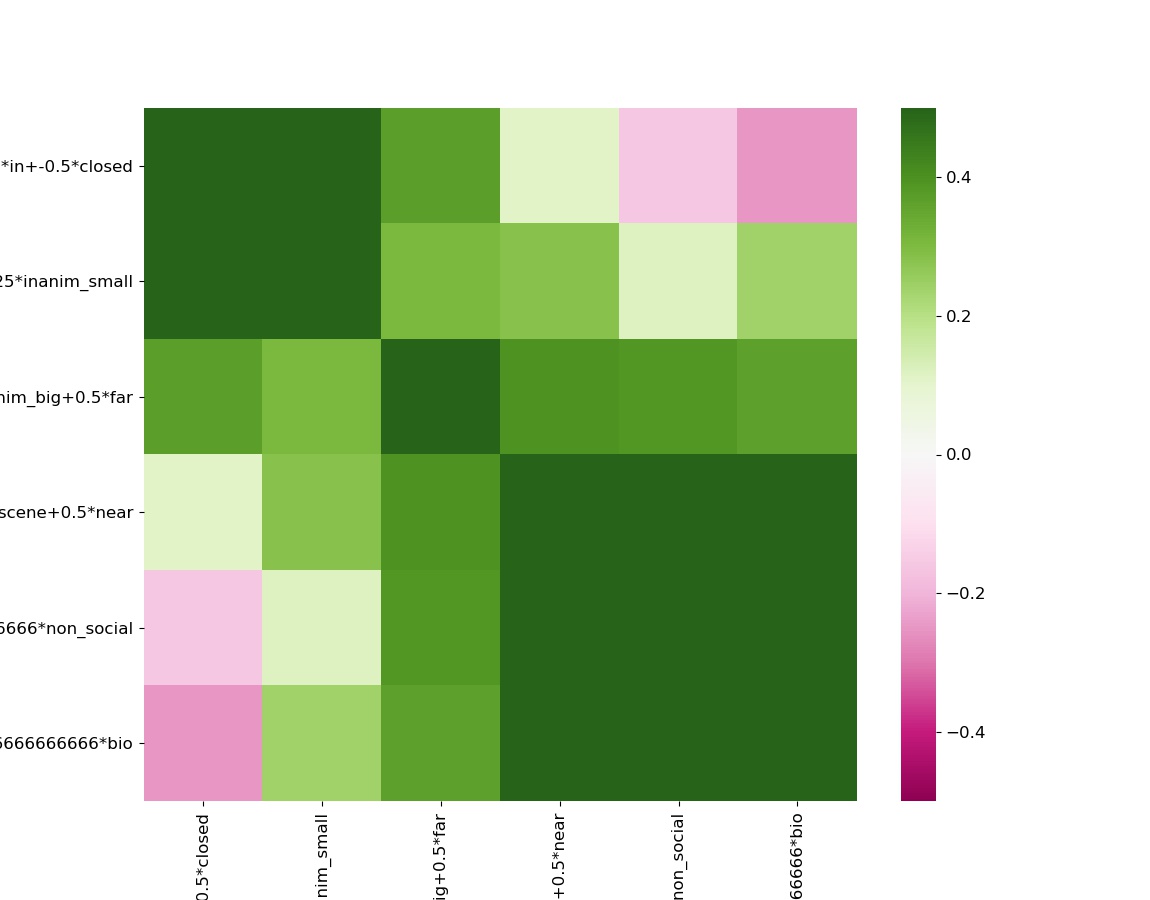 *in+-0.5*closed
25*inanim_small
nim_big+0.5*far
scene+0.5*near
6666*non_social
6666666666*bio
0.5*closed
nim_small
ig+0.5*far
+0.5*near
non_social
66666*bio
0.4
0.2
0.0
−0.2
−0.4